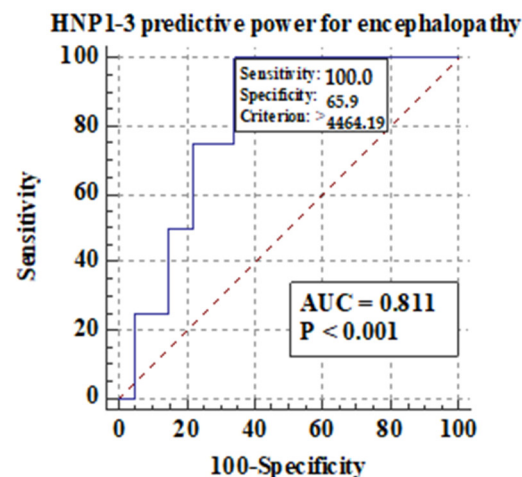 HNP1-3 predictive power for encephalopathy
100
80
60
40
20
0
Sensitivity
Sensitivity: 100.0
Specificity: 65.9
Criterion: > 4464.19
AUC = 0.811
P < 0.001
0 20 40 60 80 100
100-Specificity